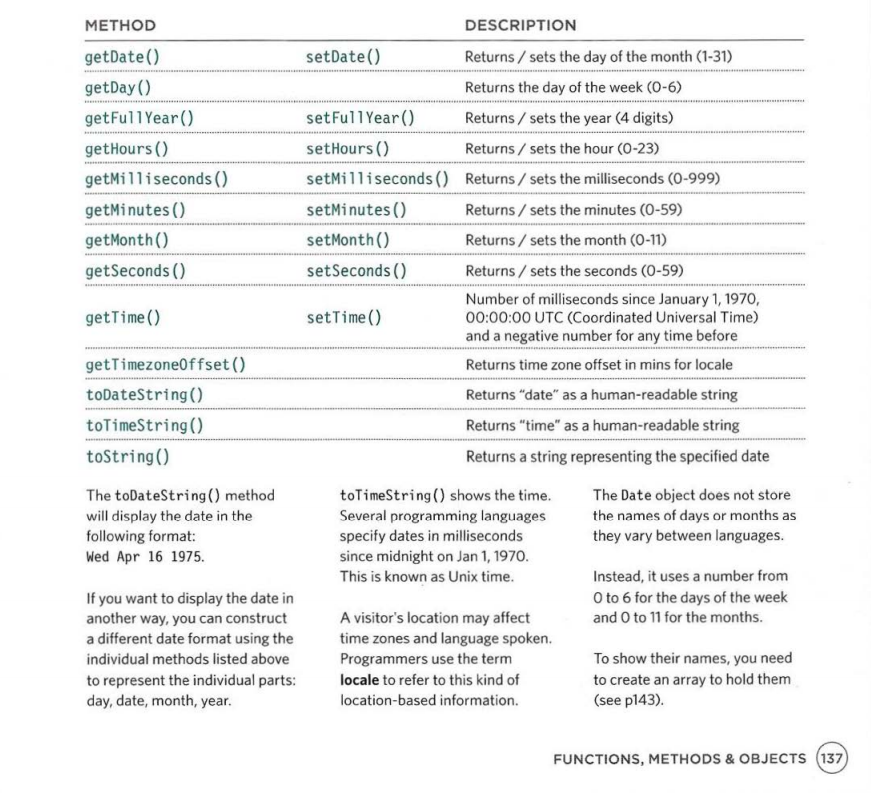 METHOD DESCRIPTION
getDate() setDate() Returns / sets the day of the month (1-31)
getDay() Returns the day of the week (0-6)
getFullYear() setFullYear() Returns / sets the year (4 digits)
getHours() setHours() Returns / sets the hour (0-23)
getMilliseconds() setMilliseconds() Returns / sets the milliseconds (0-999)
getMinutes() setMinutes() Returns / sets the minutes (0-59)
getMonth() setMonth() Returns / sets the month (0-11)
getSeconds() setSeconds() Returns / sets the seconds (0-59)
getTime() setTime() Number of milliseconds since January 1, 1970,
00:00:00 UTC (Coordinated Universal Time)
and a negative number for any time before
getTimezoneOffset() Returns time zone offset in mins for locale
toDateString() Returns “date” as a human-readable string
toTimeString() Returns “time” as a human-readable string
toString() Returns a string representing the specified date
The toDateString() method
will display the date in the
following format:
Wed Apr 16 1975.
If you want to display the date in
another way, you can construct
a different date format using the
individual methods listed above
to represent the individual parts:
day, date, month, year.
toTimeString() shows the time.
Several programming languages
specify dates in milliseconds
since midnight on Jan 1, 1970.
This is known as Unix time.
A visitor's location may affect
time zones and language spoken.
Programmers use the term
locale to refer to this kind of
location-based information.
The Date object does not store
the names of days or months as
they vary between languages.
Instead, it uses a number from
0 to 6 for the days of the week
and 0 to 11 for the months.
To show their names, you need
to create an array to hold them
(see p143).
FUNCTIONS, METHODS & OBJECTS 137